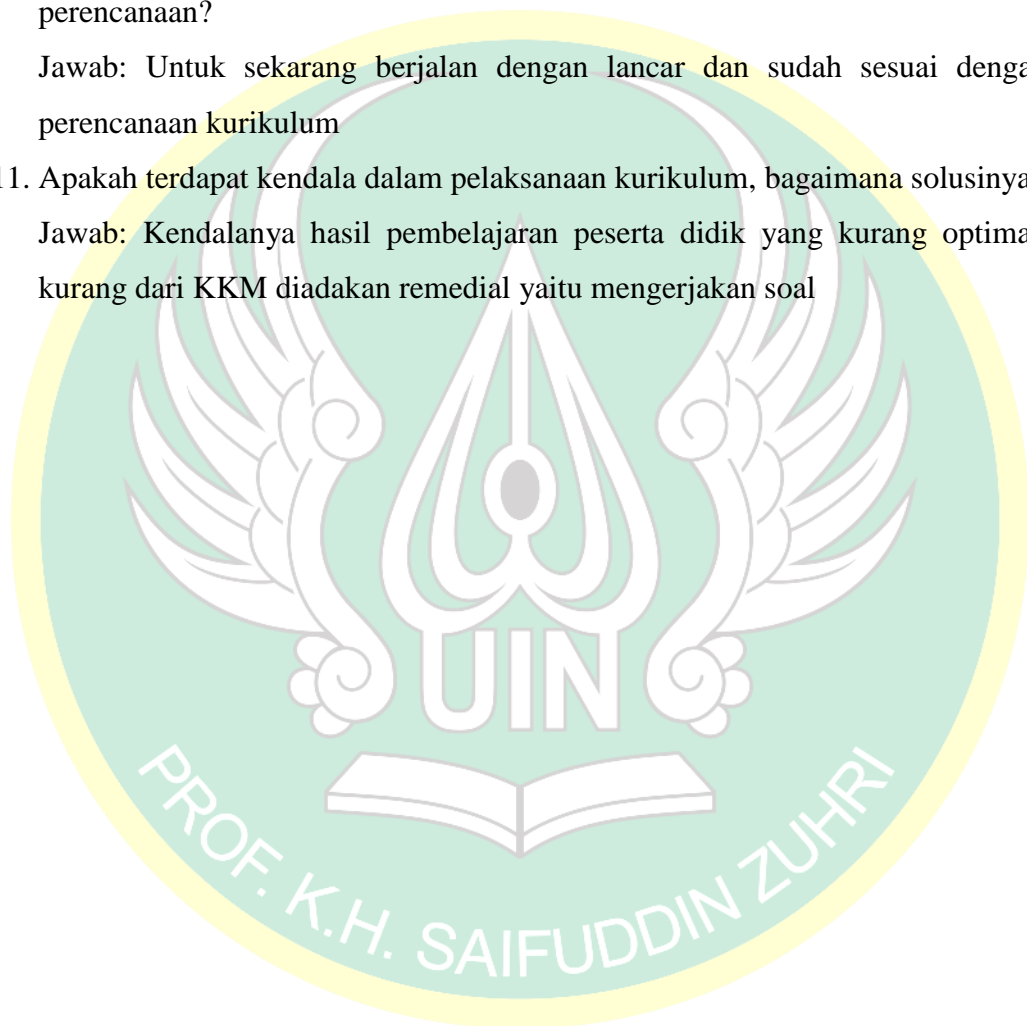 perencanaan?
Jawab: Untuk sekarang berjalan dengan lancar dan sudah sesuai denga
perencanaan kurikulum
11. Apakah terdapat kendala dalam pelaksanaan kurikulum, bagaimana solusinya
Jawab: Kendalanya hasil pembelajaran peserta didik yang kurang optima
kurang dari KKM diadakan remedial yaitu mengerjakan soal
UIN
PROF. K.H. SAIFUDDIN ZUHRI